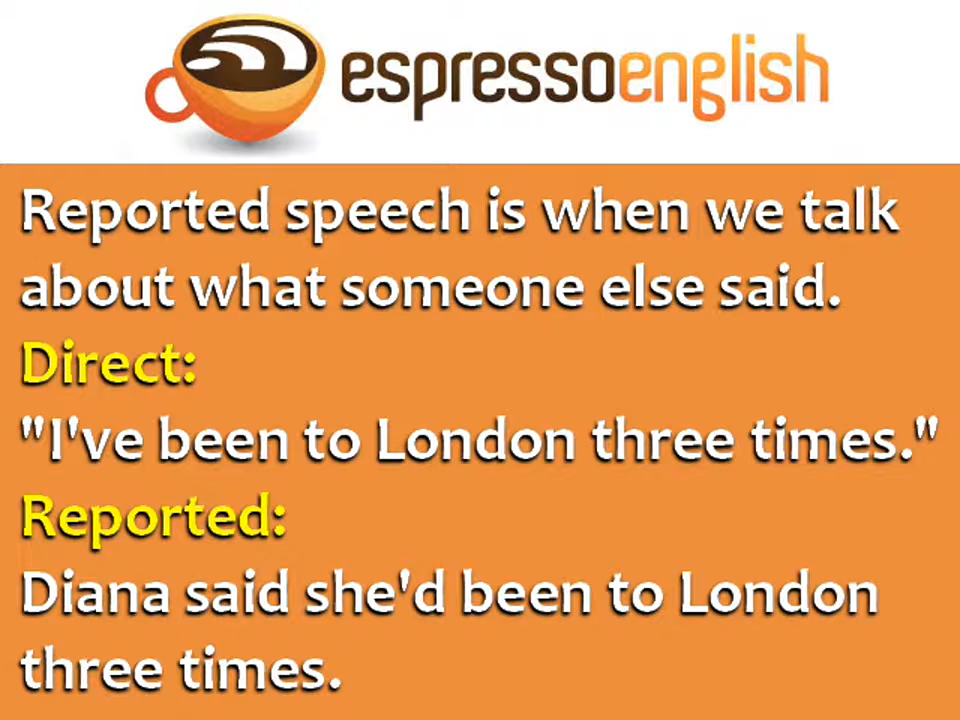 espressoenglish
Reported speech is when we talk
about what someone else said.
Direct:
"I've been to London three times."
Reported:
Diana said she'd been to London
three times.